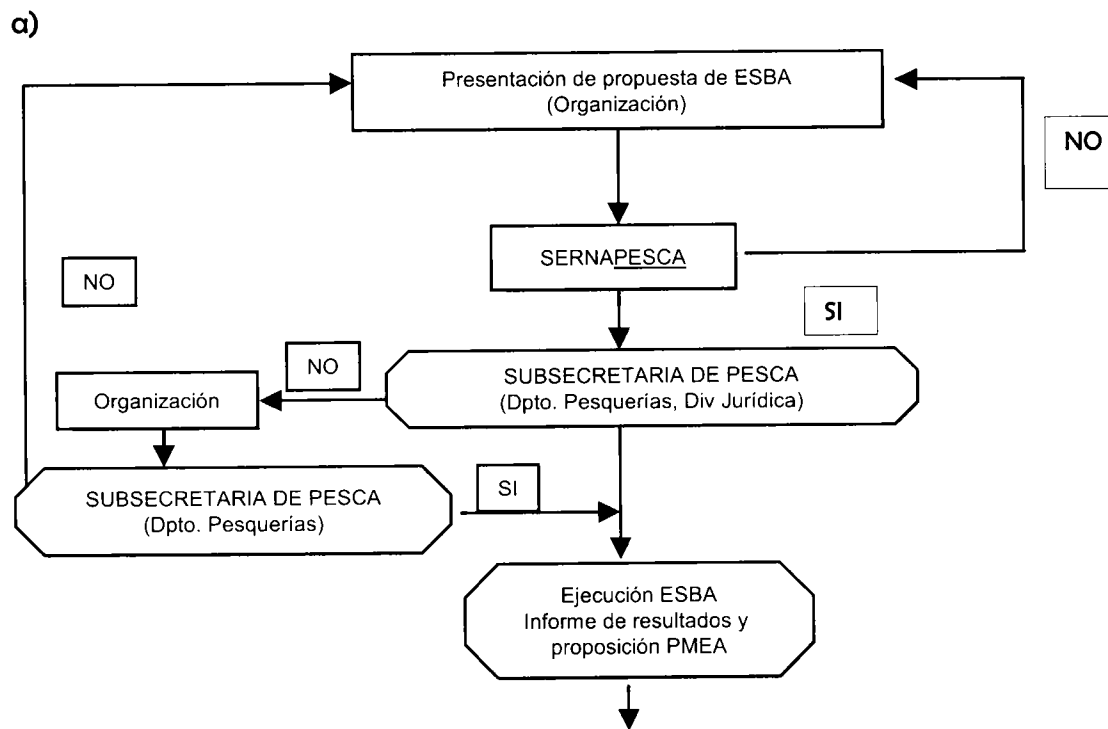 a)
Presentación de propuesta de ESBA
(Organización)
NO
SERNAPESCA
NO
SI
NO
SUBSECRETARIA DE PESCA
(Dpto. Pesquerías, Div Jurídica)
Organización
SUBSECRETARIA DE PESCA
(Dpto. Pesquerías)
SI
Ejecución ESBA
Informe de resultados y
proposición PMEA